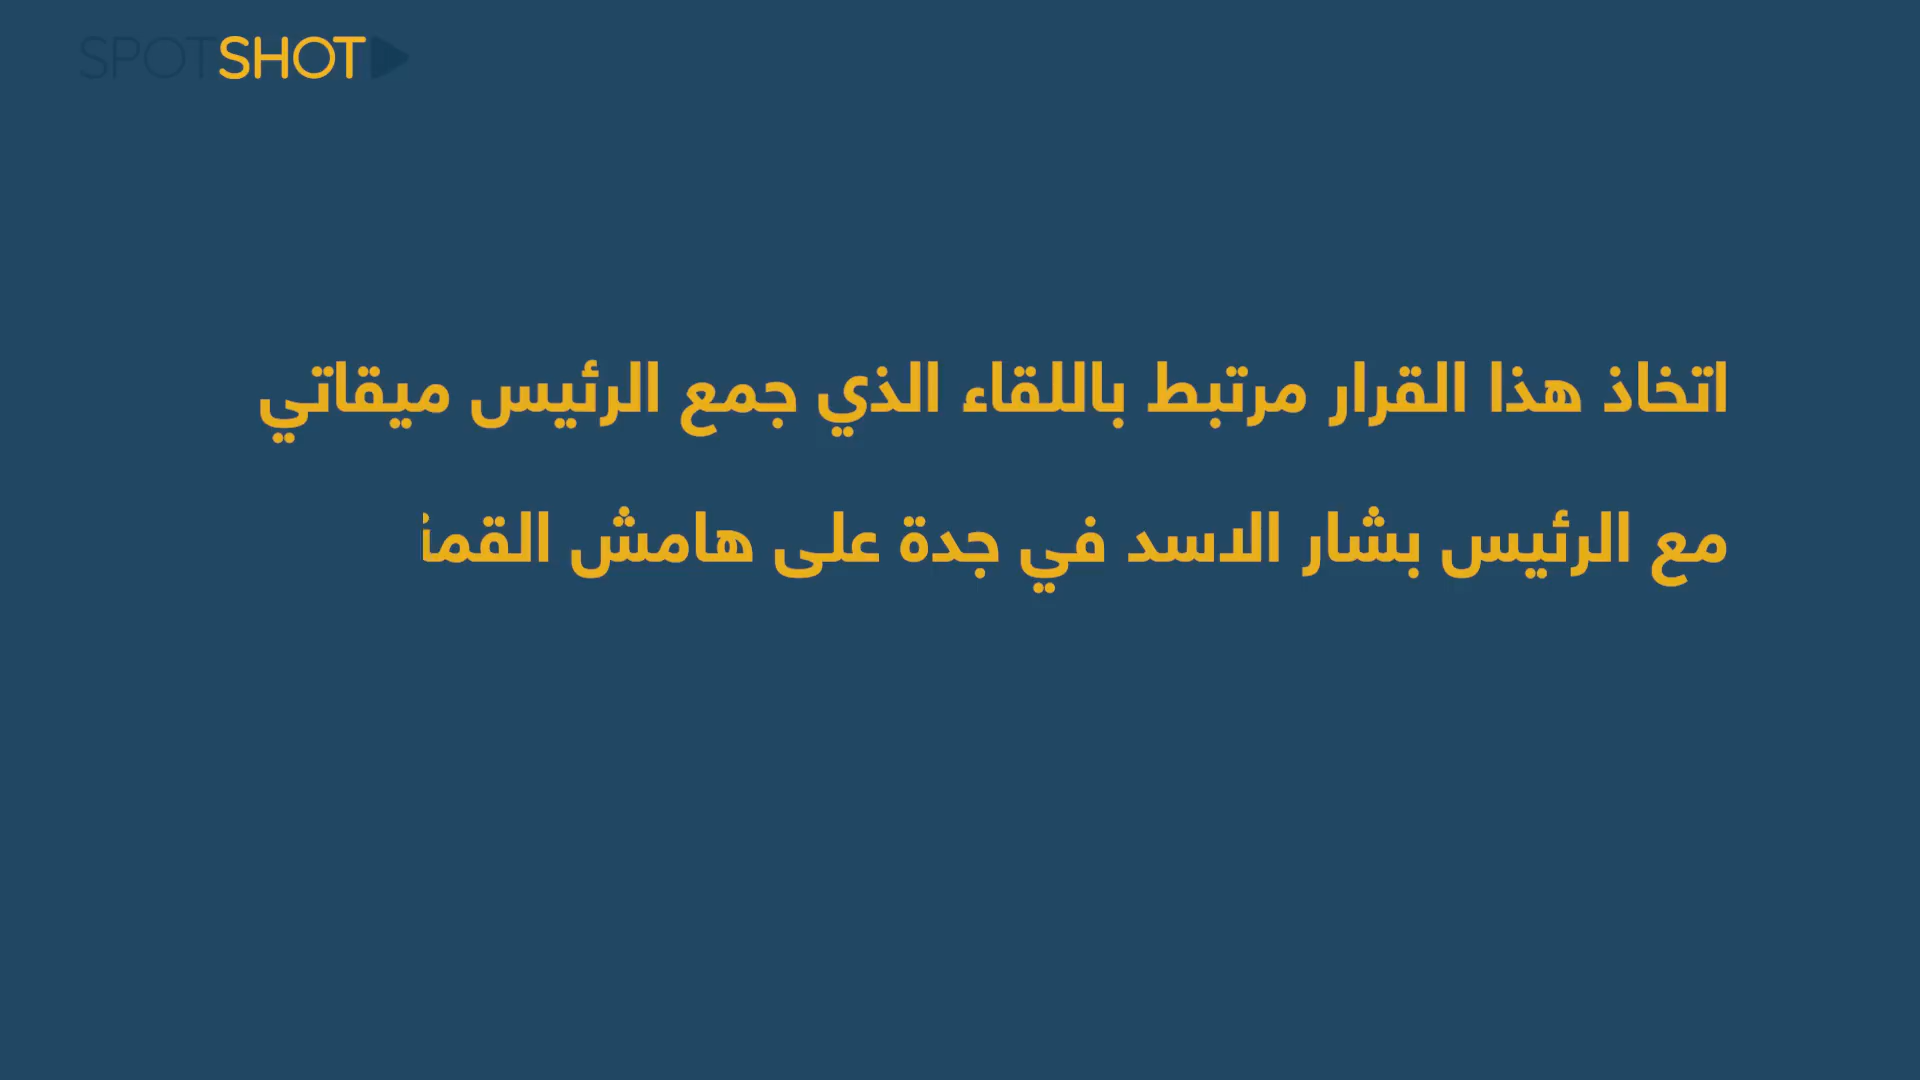 SPOTSHOT
اتخاذ هذا القرار مرتبط باللقاء الذي جمع الرئيس ميقاتي
مع الرئيس بشار الاسد في جدة على هامش